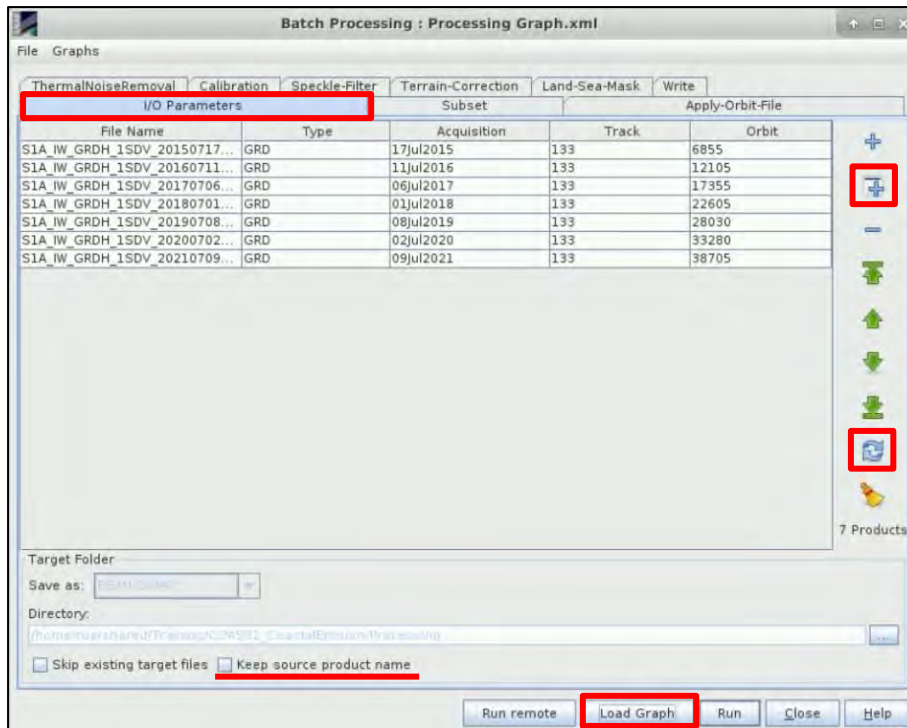 Batch Processing : Processing Graph.xml
File Graphs
ThermalNoiseRemoval Calibration Speckle-Filter Terrain-Correction Land-Sea-Mask Write
I/O Parameters Subset Apply-Orbit-File
File Name Type Acquisition Track Orbit
S1A_IW_GRDH_1SDV_20150717... GRD 17Jul2015 133 6855
S1A_IW_GRDH_1SDV_20160711... GRD 11Jul2016 133 12105
S1A_IW_GRDH_1SDV_20170706... GRD 06Jul2017 133 17355
S1A_IW_GRDH_1SDV_20180701... GRD 01Jul2018 133 22605
S1A_IW_GRDH_1SDV_20190708... GRD 08Jul2019 133 28030
S1A_IW_GRDH_1SDV_20200702... GRD 02Jul2020 133 33280
S1A_IW_GRDH_1SDV_20210709... GRD 09Jul2021 133 38705
7 Products
Target Folder
Save as:
Directory:
...
Skip existing target files Keep source product name
Run remote Load Graph Run Close Help